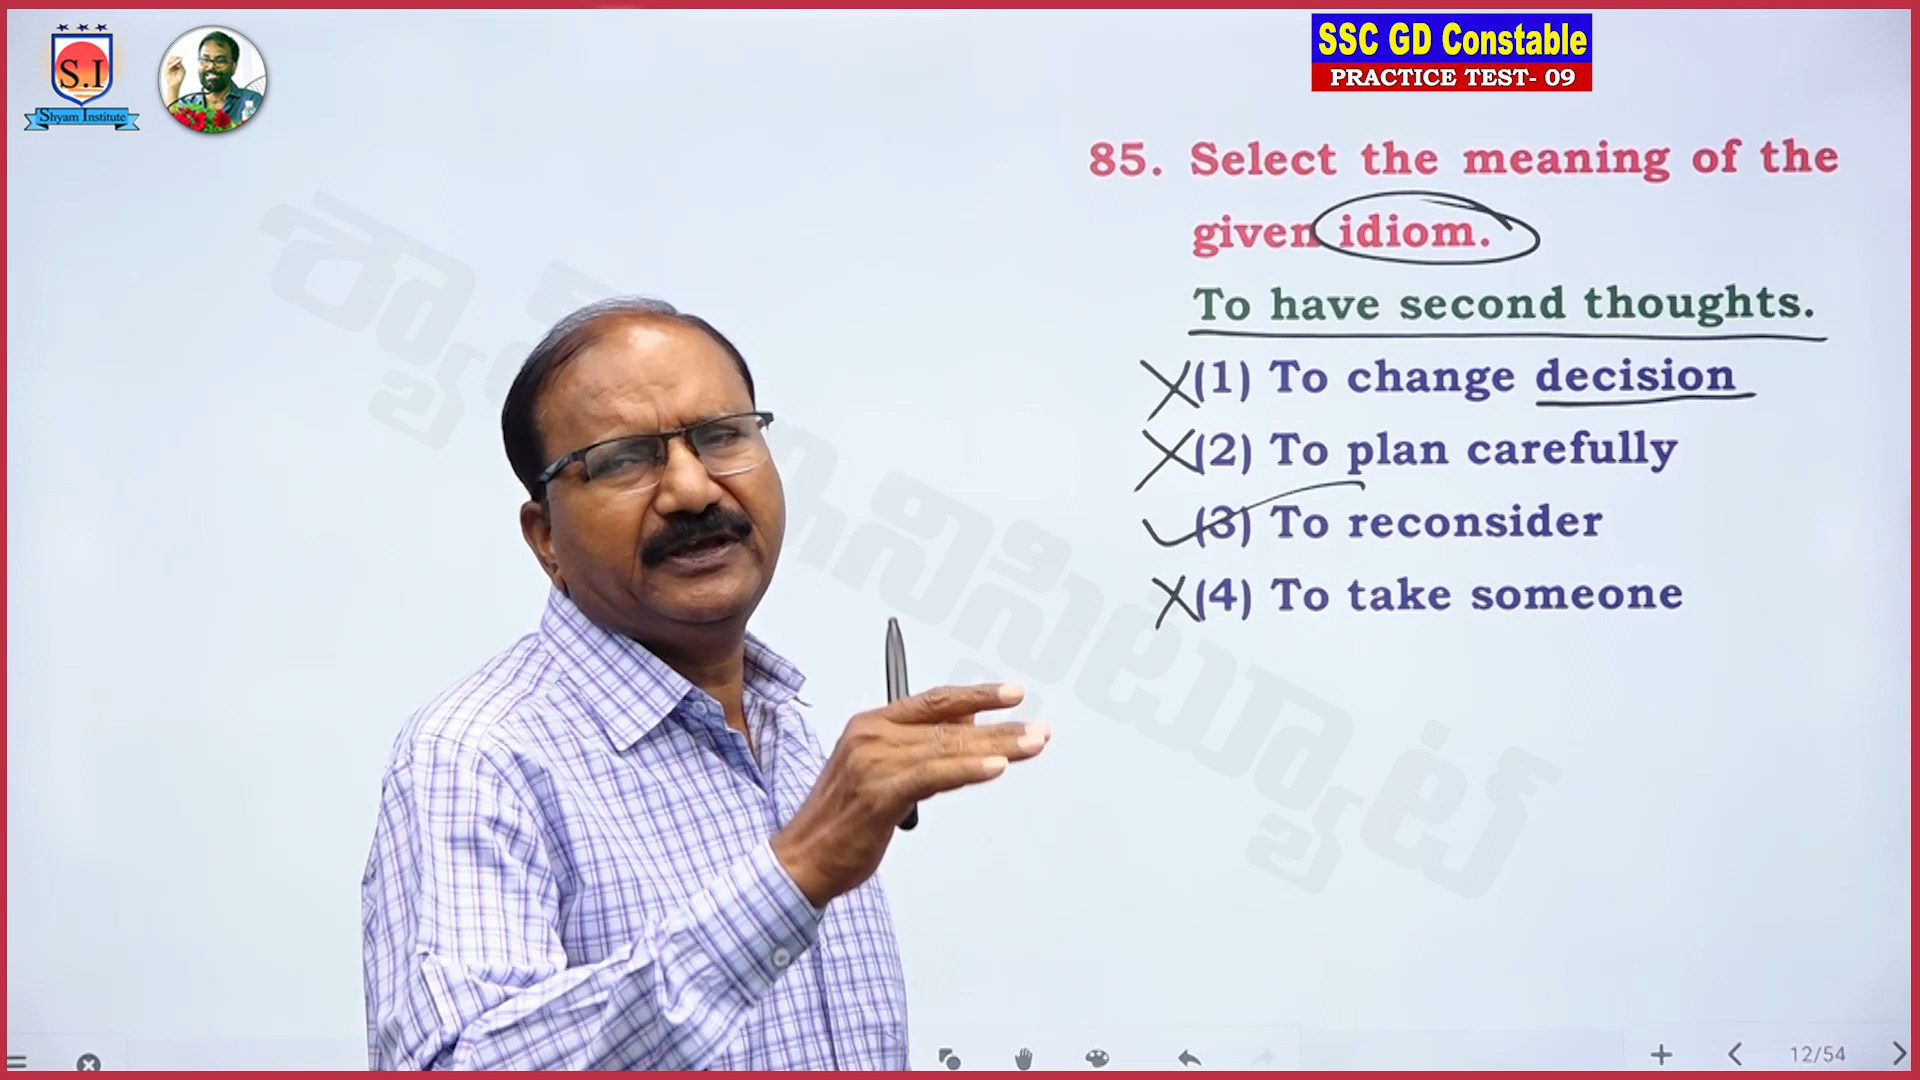 S.I
Shyam Institute
SSC GD Constable
PRACTICE TEST- 09
85. Select the meaning of the
given idiom.
To have second thoughts.
(1) To change decision
(2) To plan carefully
(3) To reconsider
(4) To take someone
శ్యామ్ ఇన్‌స్టిట్యూట్
12/54